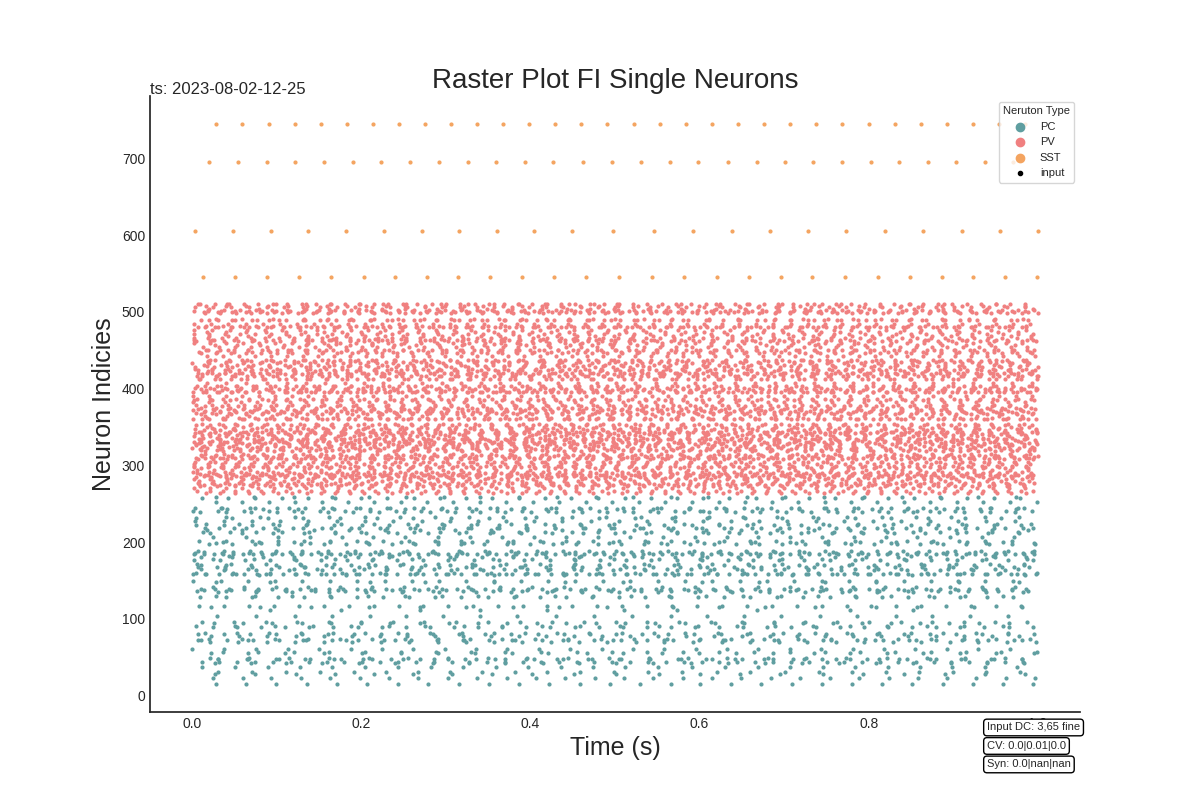 Raster Plot FI Single Neurons
ts: 2023-08-02-12-25
Neruton Type
PC
PV
SST
input
700
600
500
400
300
200
100
0
Neuron Indicies
0.0 0.2 0.4 0.6 0.8
Time (s)
Input DC: 3,65 fine
CV: 0.0|0.01|0.0
Syn: 0.0|nan|nan